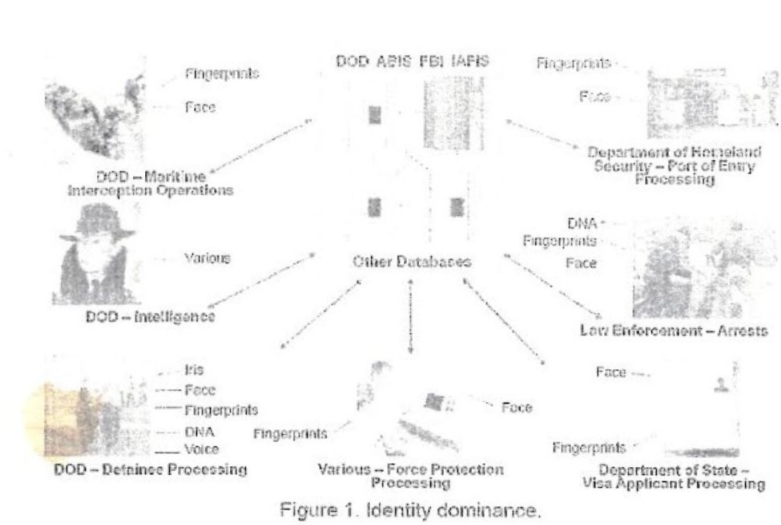 DOD ABIS FBI IAFIS
Other Databases
Fingerprints
Face
DOD – Maritime
Interception Operations
Various
DOD – Intelligence
Iris
Face
Fingerprints
DNA
Voice
DOD – Detainee Processing
Fingerprints
Face
Various – Force Protection
Processing
Fingerprints
Face
Department of Homeland
Security – Port of Entry
Processing
DNA
Fingerprints
Face
Law Enforcement – Arrests
Face
Fingerprints
Department of State –
Visa Applicant Processing
Figure 1. Identity dominance.